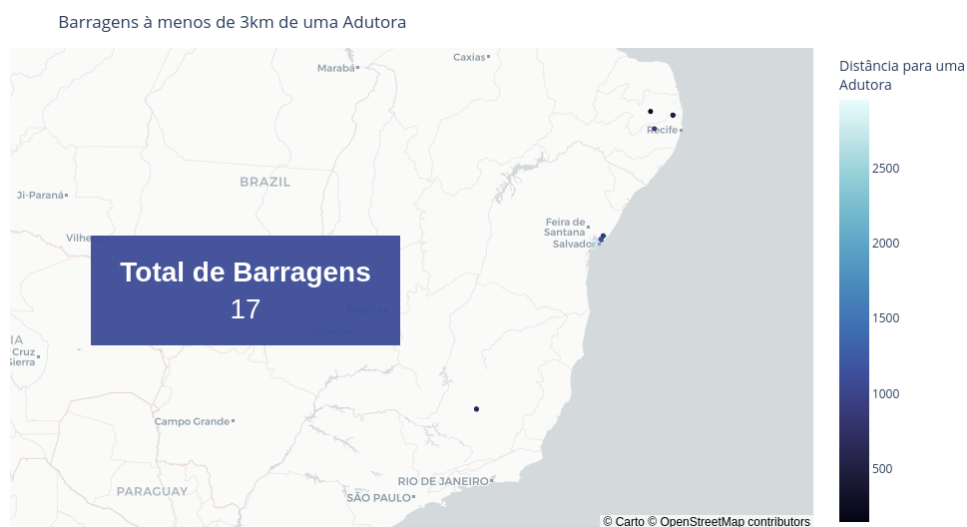 Barragens à menos de 3km de uma Adutora
Distância para uma
Adutora
Caxias
Marabá
Recife
BRAZIL
Ji-Paraná
2500
Feira de
Santana
Salvador
2000
Vilhe
Total de Barragens
17
1500
IA
Cruz
Sierra
1000
Campo Grande
500
RIO DE JANEIRO
SÃO PAULO
PARAGUAY
© Carto © OpenStreetMap contributors